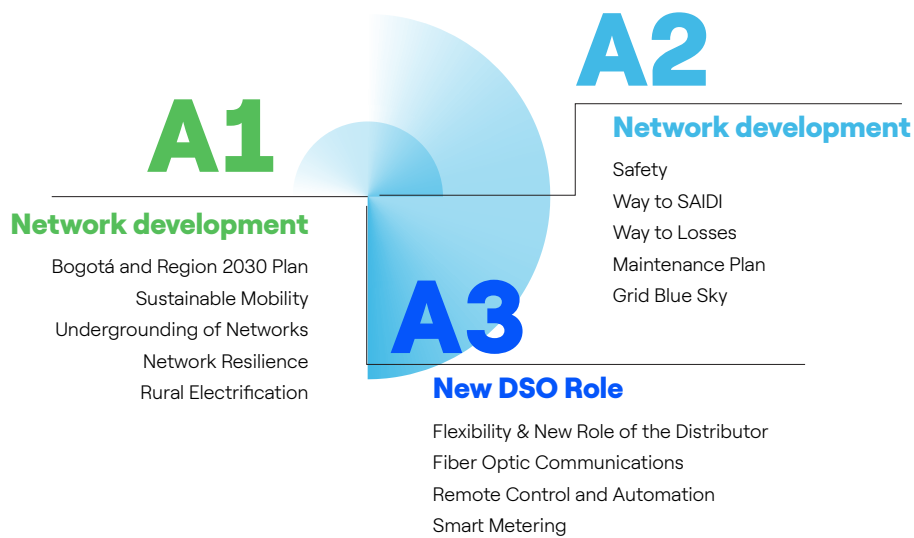 A1
Network development
Bogotá and Region 2030 Plan
Sustainable Mobility
Undergrounding of Networks
Network Resilience
Rural Electrification
A2
Network development
Safety
Way to SAIDI
Way to Losses
Maintenance Plan
Grid Blue Sky
A3
New DSO Role
Flexibility & New Role of the Distributor
Fiber Optic Communications
Remote Control and Automation
Smart Metering